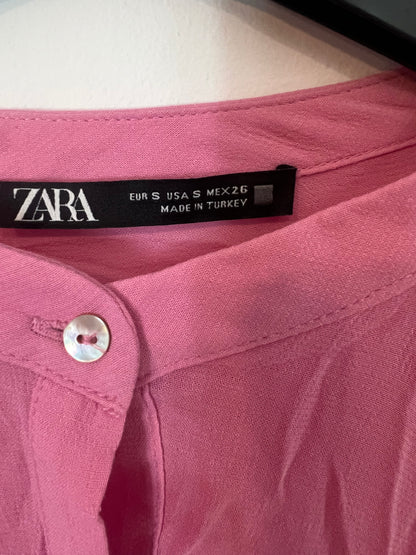 ZARA
EUR S USA S MEX 26
MADE IN TURKEY